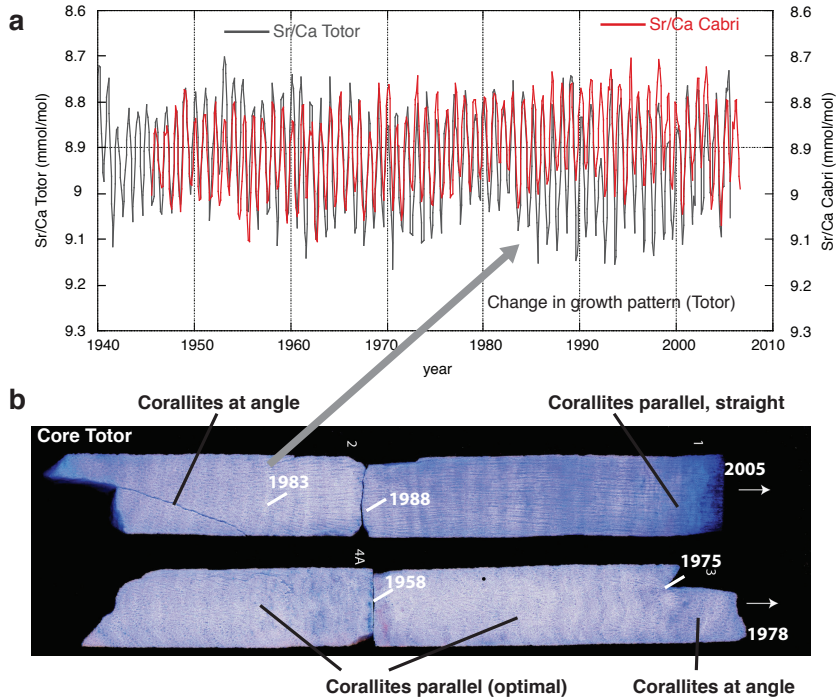 a
Sr/Ca Totor
Sr/Ca Cabri
8.6
8.7
8.8
8.9
9
9.1
9.2
9.3
Sr/Ca Totor (mmol/mol)
8.6
8.7
8.8
8.9
9
9.1
9.2
9.3
Sr/Ca Cabri (mmol/mol)
Change in growth pattern (Totor)
1940 1950 1960 1970 1980 1990 2000 2010
year
b
Corallites at angle
Corallites parallel, straight
Core Totor
2
1
2005
1983
1988
4A
3
1975
1958
1978
Corallites parallel (optimal)
Corallites at angle